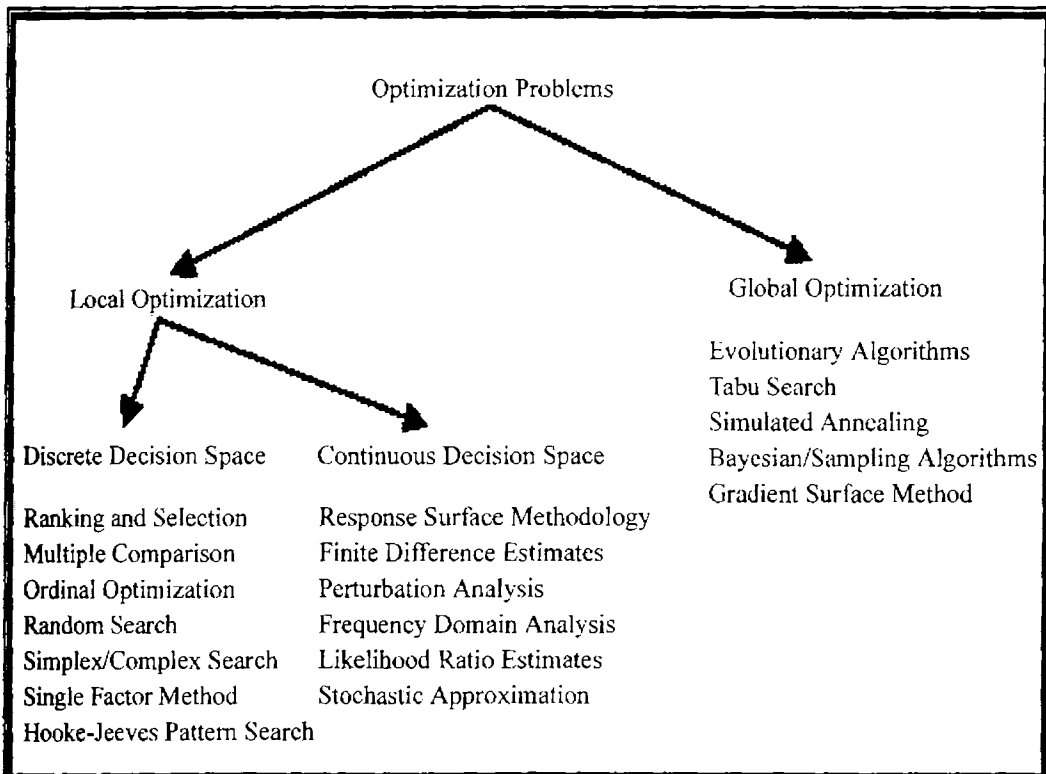 Optimization Problems
Local Optimization
Global Optimization
Evolutionary Algorithms
Tabu Search
Simulated Annealing
Bayesian/Sampling Algorithms
Gradient Surface Method
Discrete Decision Space
Ranking and Selection
Multiple Comparison
Ordinal Optimization
Random Search
Simplex/Complex Search
Single Factor Method
Hooke-Jeeves Pattern Search
Continuous Decision Space
Response Surface Methodology
Finite Difference Estimates
Perturbation Analysis
Frequency Domain Analysis
Likelihood Ratio Estimates
Stochastic Approximation